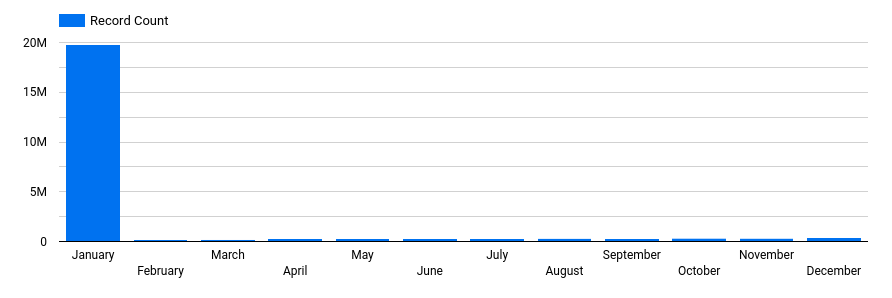 Record Count
20M
15M
10M
5M
0
January
February
March
April
May
June
July
August
September
October
November
December